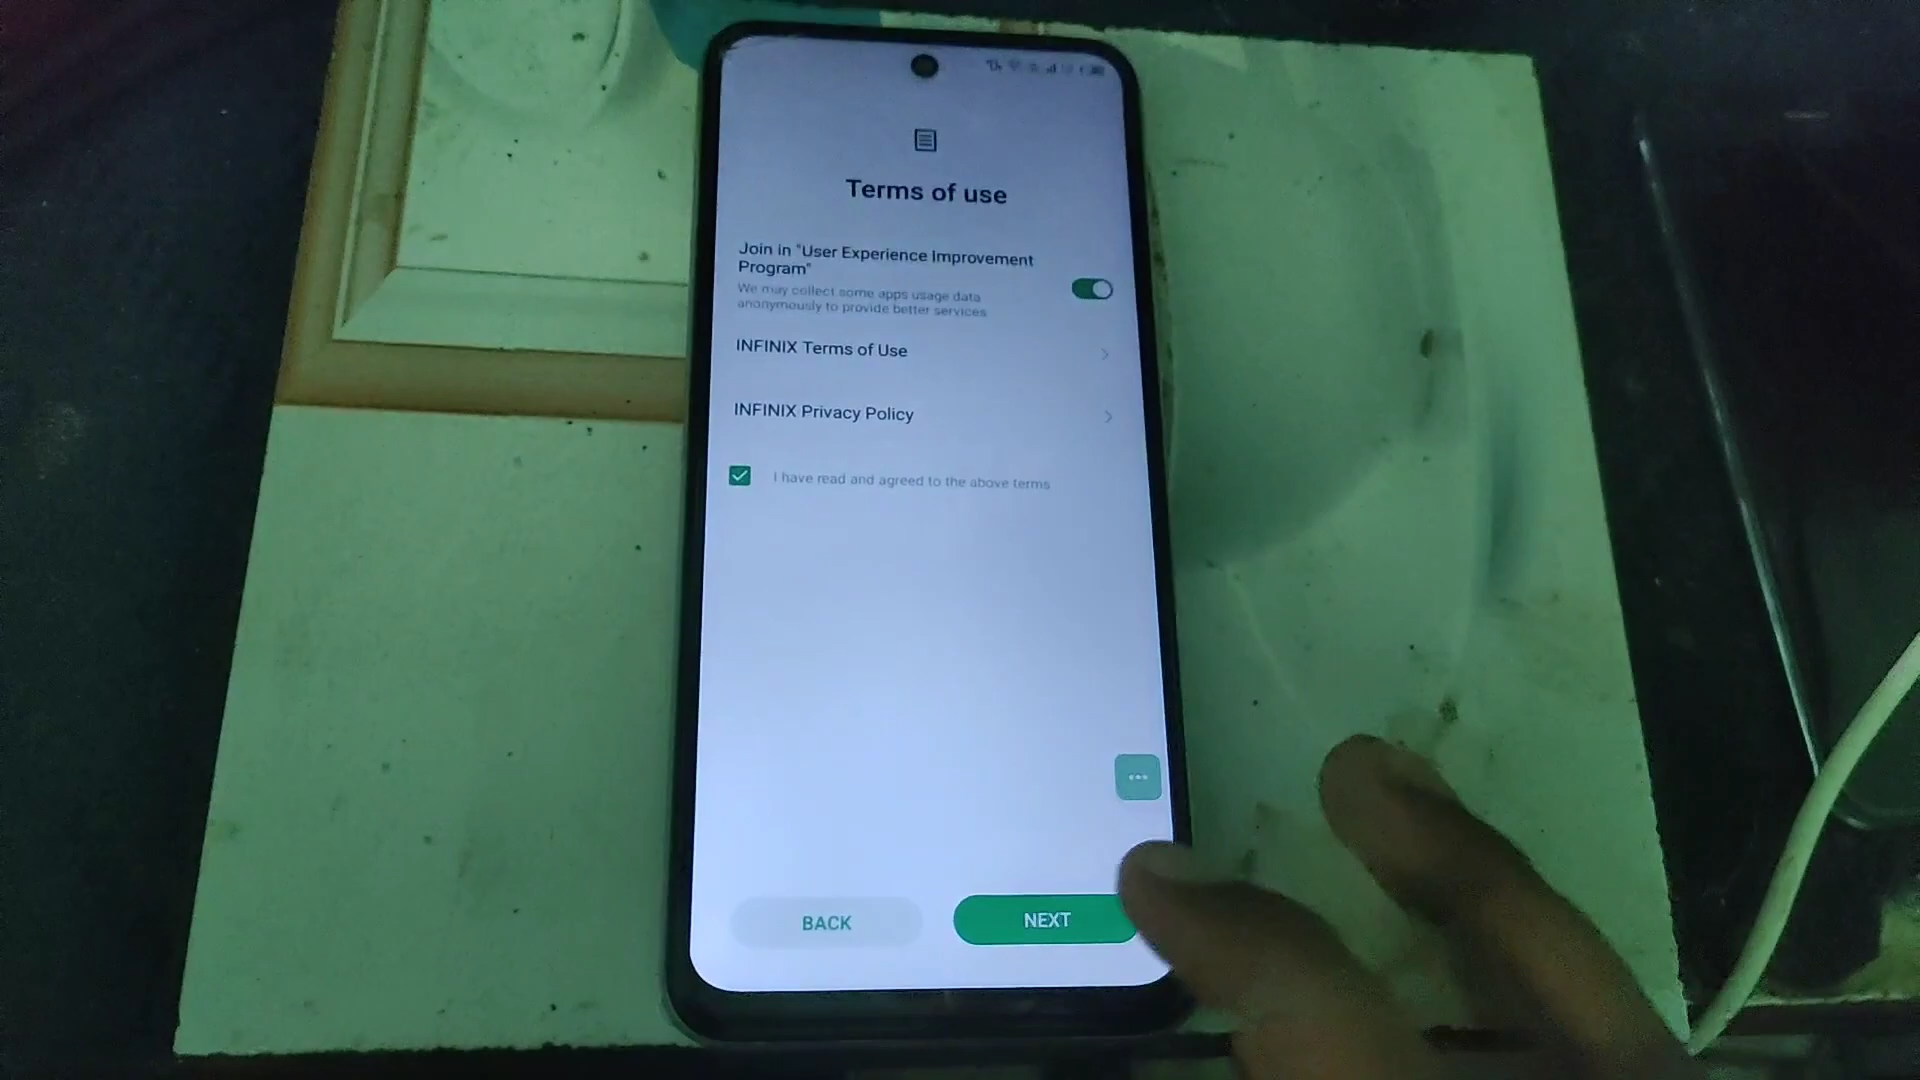 Terms of use
Join in "User Experience Improvement
Program"
We may collect some apps usage data
anonymously to provide better services
INFINIX Terms of Use
INFINIX Privacy Policy
I have read and agreed to the above terms
BACK
NEXT